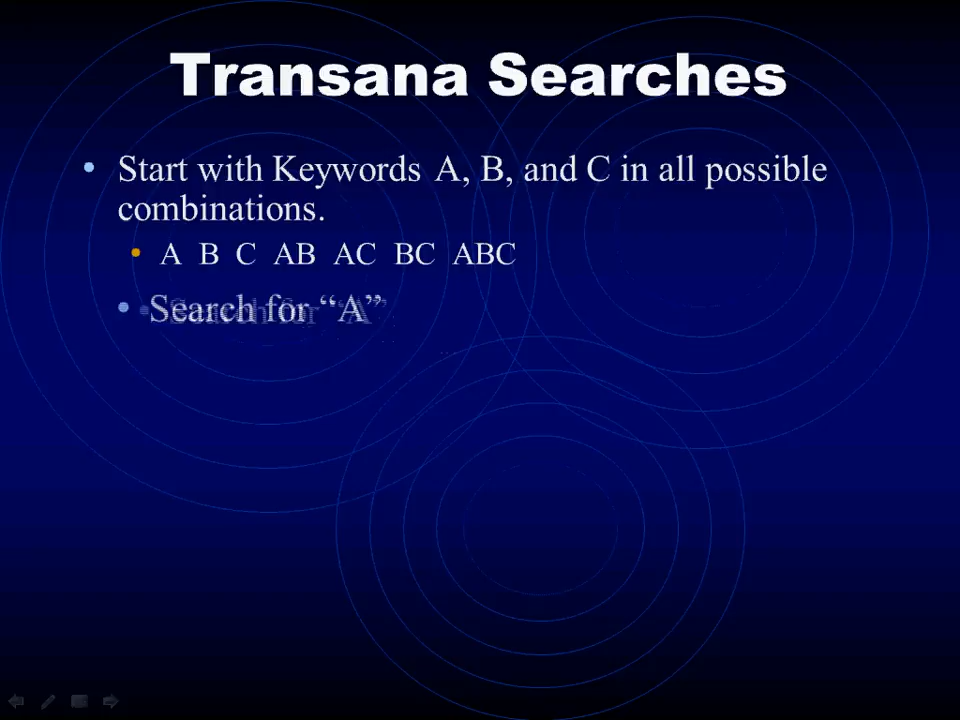 Transana Searches
• Start with Keywords A, B, and C in all possible
combinations.
• A B C AB AC BC ABC
• Search for “A”